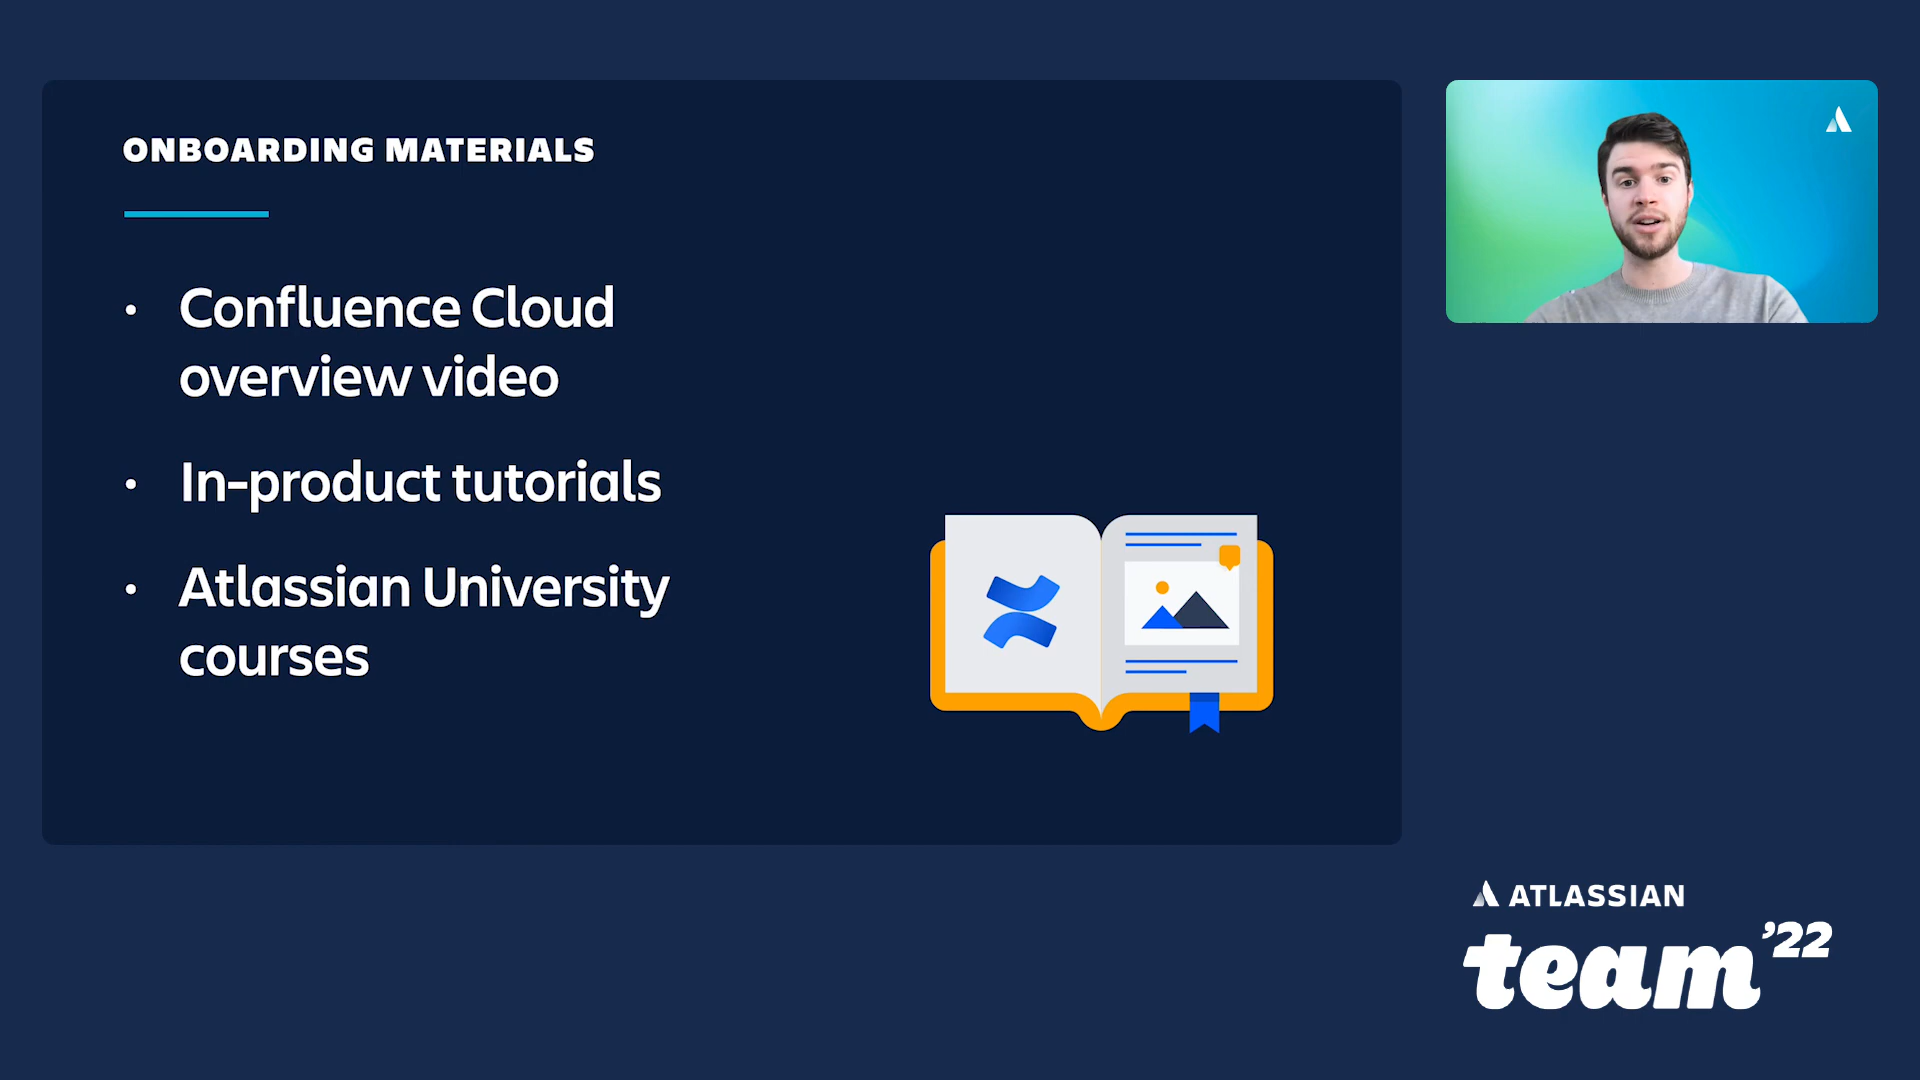 ONBOARDING MATERIALS
• Confluence Cloud
overview video
• In-product tutorials
• Atlassian University
courses
ATLASSIAN
team '22